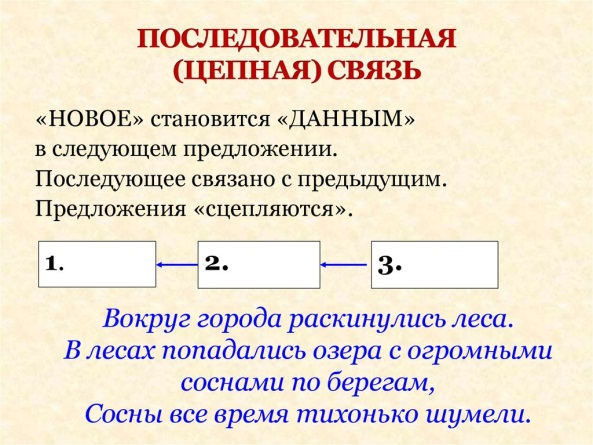 ПОСЛЕДОВАТЕЛЬНАЯ
(ЦЕПНАЯ) СВЯЗЬ
«НОВОЕ» становится «ДАННЫМ»
в следующем предложении.
Последующее связано с предыдущим.
Предложения «сцепляются».
1. 2. 3.
Вокруг города раскинулись леса.
В лесах попадались озера с огромными
соснами по берегам,
Сосны все время тихонько шумели.